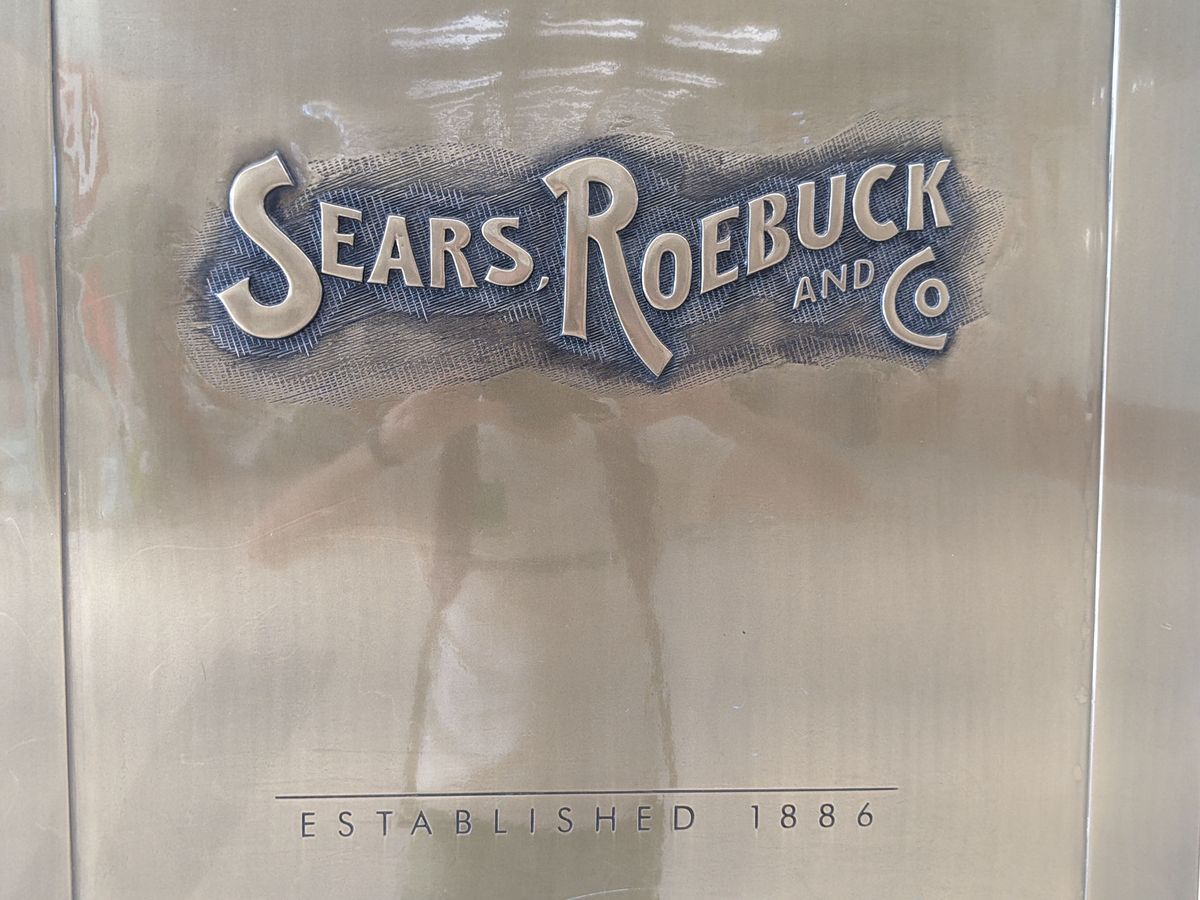 SEARS, ROEBUCK
AND CO
ESTABLISHED 1886